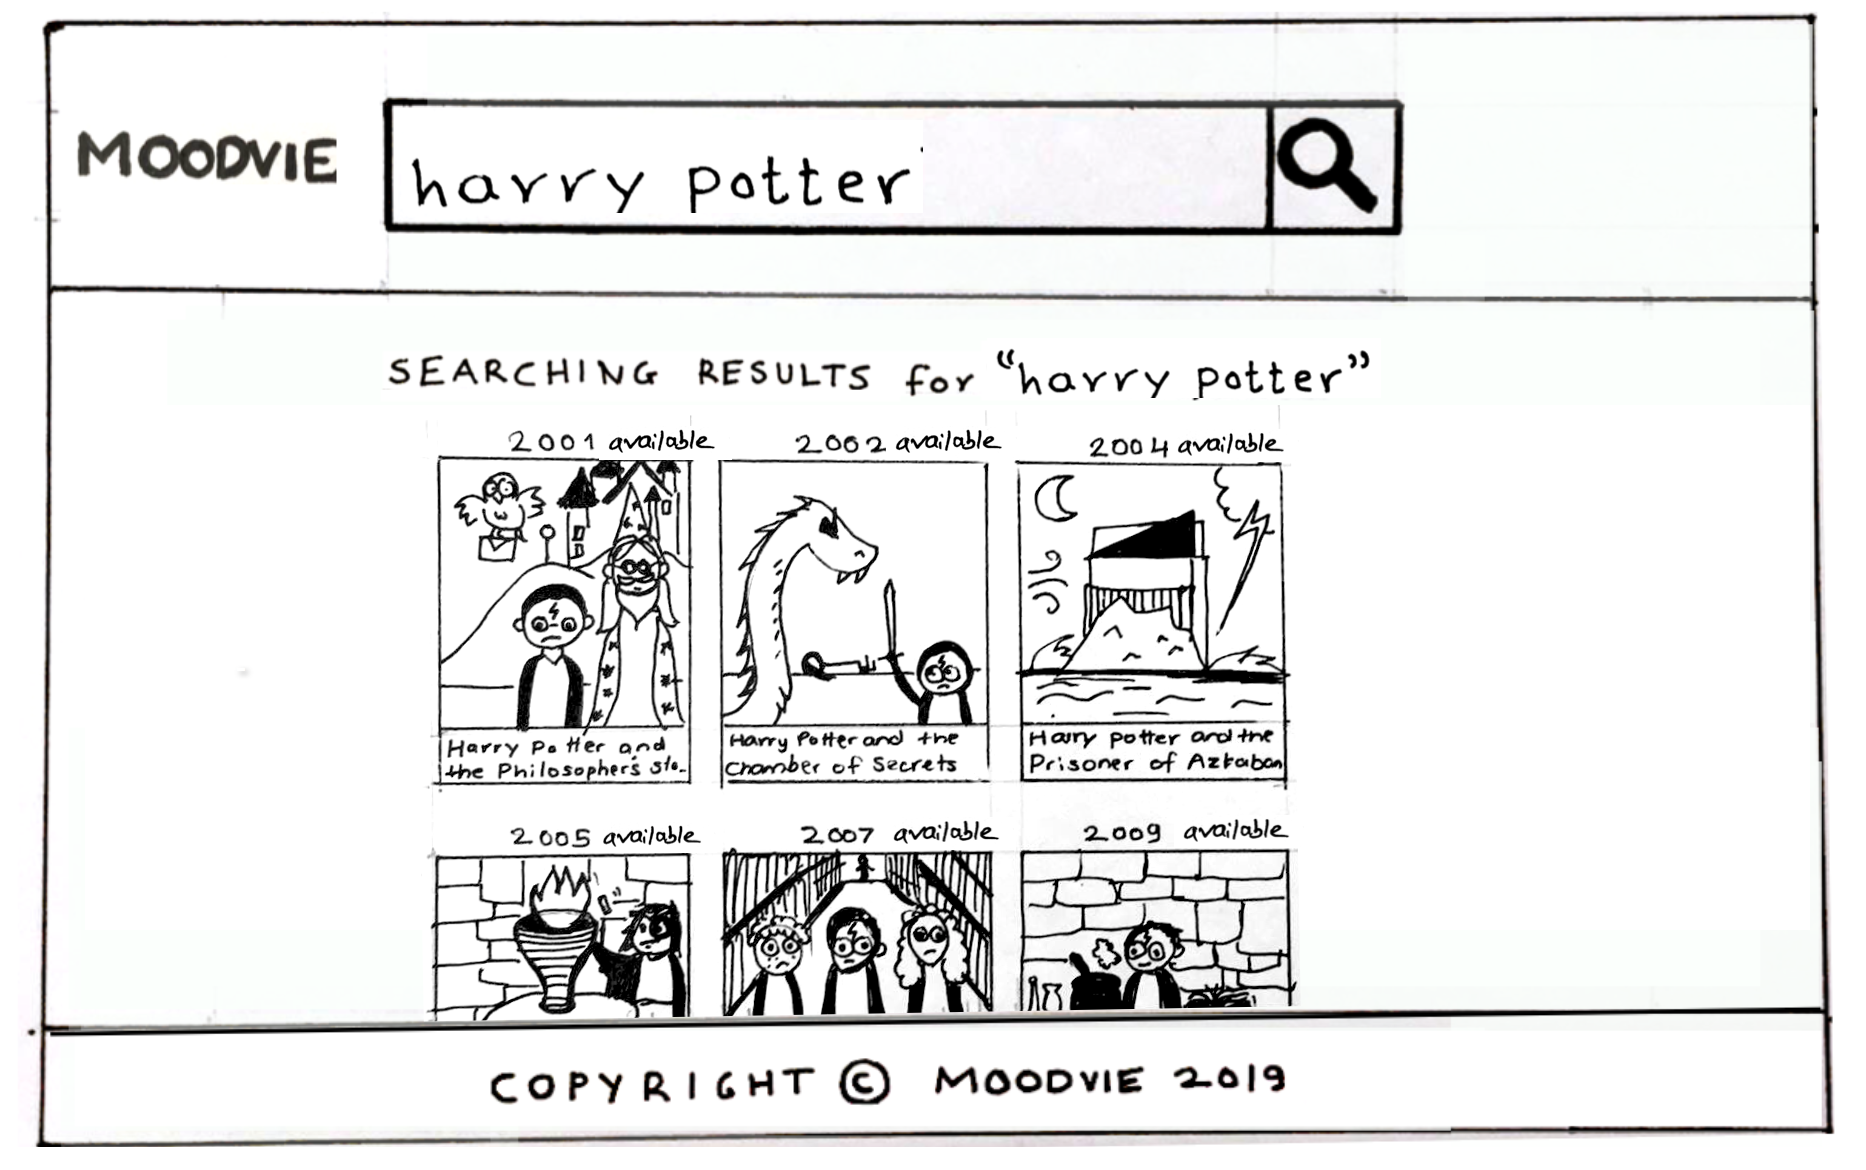 MOODVIE
harry potter
SEARCHING RESULTS for "harry potter"
2001 available
2002 available
2004 available
Harry Potter and
the Philosopher's sto-
Harry Potter and the
Chamber of Secrets
Harry Potter and the
Prisoner of Azkaban
2005 available
2007 available
2009 available
COPYRIGHT © MOODVIE 2019